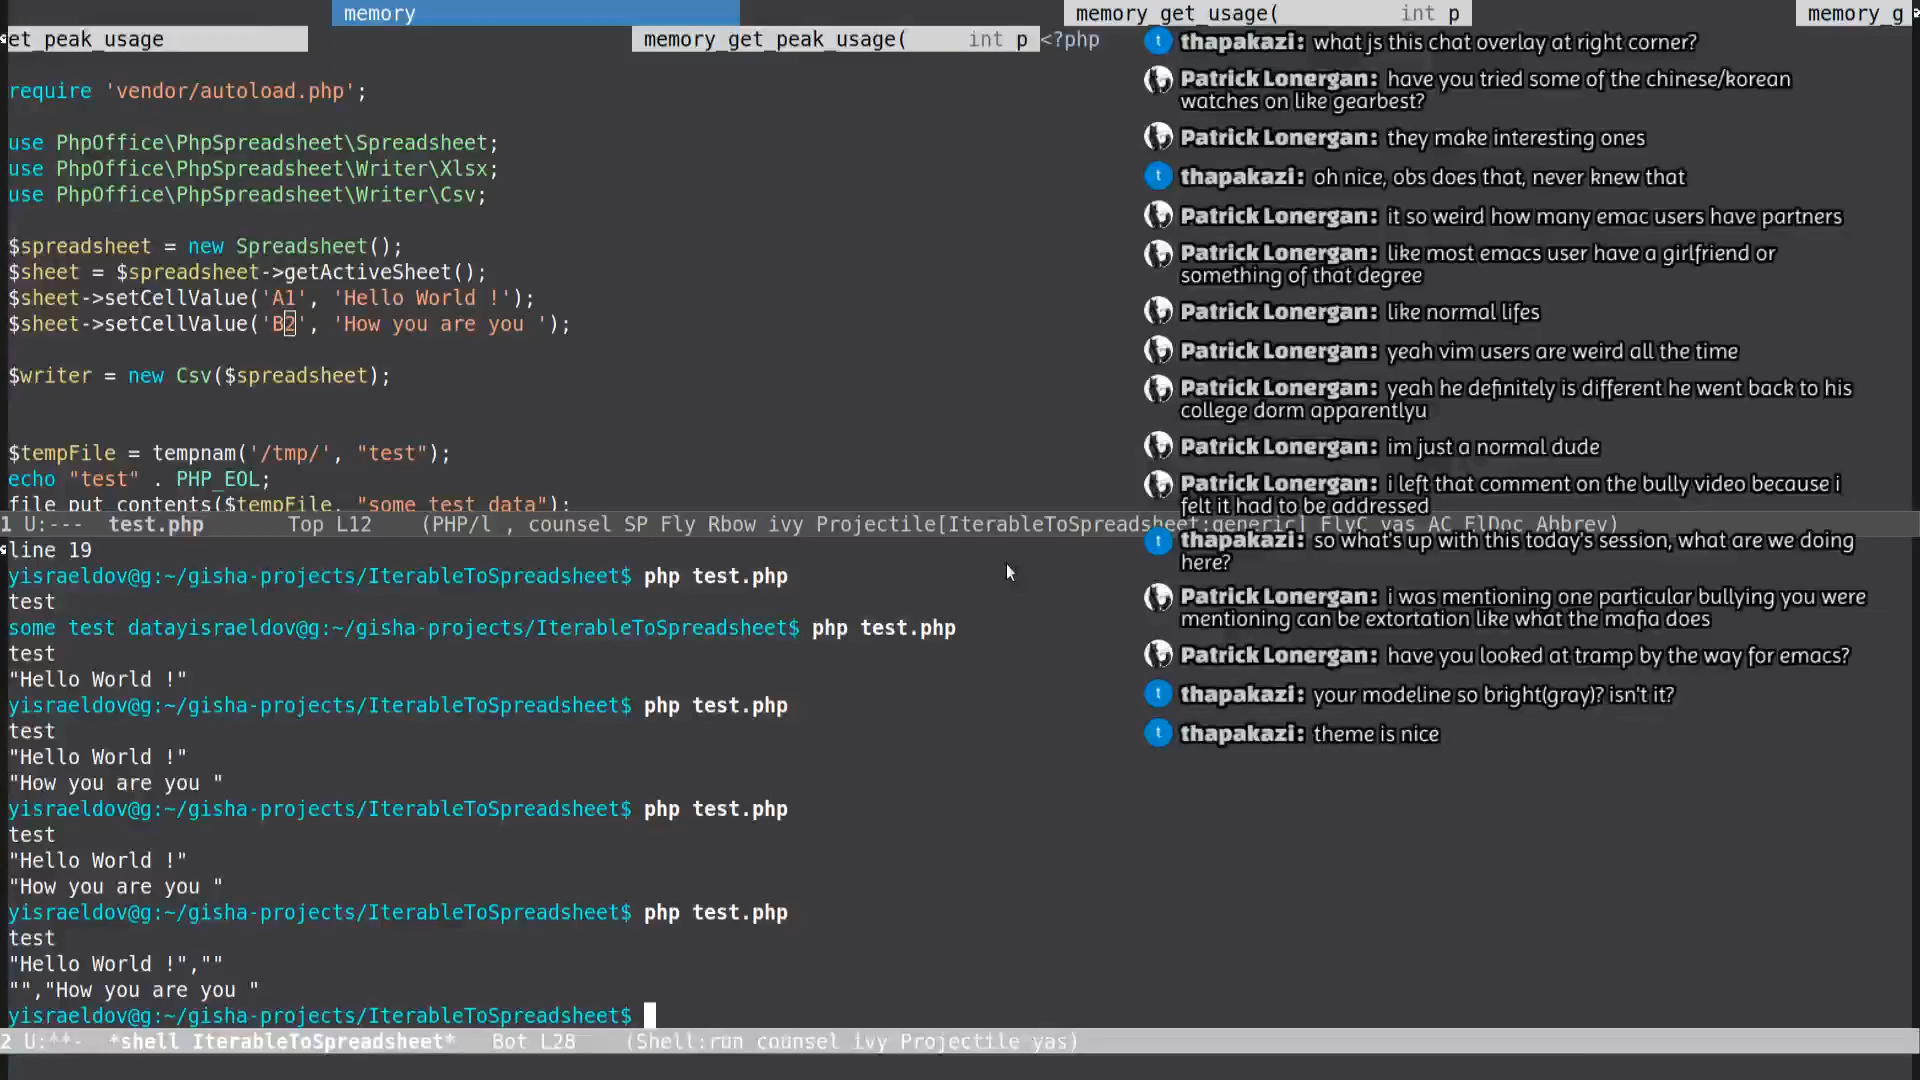 memory
memory_get_usage( int p
memory_g
et_peak_usage
memory_get_peak_usage( int p <?php
require 'vendor/autoload.php';
use PhpOffice\PhpSpreadsheet\Spreadsheet;
use PhpOffice\PhpSpreadsheet\Writer\Xlsx;
use PhpOffice\PhpSpreadsheet\Writer\Csv;
$spreadsheet = new Spreadsheet();
$sheet = $spreadsheet->getActiveSheet();
$sheet->setCellValue('A1', 'Hello World !');
$sheet->setCellValue('B2', 'How you are you ');
$writer = new Csv($spreadsheet);
$tempFile = tempnam('/tmp/', "test");
echo "test" . PHP_EOL;
file_put_contents($tempFile, "some test data");
1 U:--- test.php Top L12 (PHP/l , counsel SP Fly Rbow ivy Projectile[IterableToSpreadsheet:generic] FlyC yas AC ElDoc Abbrev)
line 19
yisraeldov@g:~/gisha-projects/IterableToSpreadsheet$ php test.php
test
some test datayisraeldov@g:~/gisha-projects/IterableToSpreadsheet$ php test.php
test
"Hello World !"
yisraeldov@g:~/gisha-projects/IterableToSpreadsheet$ php test.php
test
"Hello World !"
"How you are you "
yisraeldov@g:~/gisha-projects/IterableToSpreadsheet$ php test.php
test
"Hello World !"
"How you are you "
yisraeldov@g:~/gisha-projects/IterableToSpreadsheet$ php test.php
test
"Hello World !",""
"","How you are you "
yisraeldov@g:~/gisha-projects/IterableToSpreadsheet$
2 U:**- *shell IterableToSpreadsheet* Bot L28 (Shell:run counsel ivy Projectile yas)
t thapakazi: what js this chat overlay at right corner?
Patrick Lonergan: have you tried some of the chinese/korean
watches on like gearbest?
Patrick Lonergan: they make interesting ones
t thapakazi: oh nice, obs does that, never knew that
Patrick Lonergan: it so weird how many emac users have partners
Patrick Lonergan: like most emacs user have a girlfriend or
something of that degree
Patrick Lonergan: like normal lifes
Patrick Lonergan: yeah vim users are weird all the time
Patrick Lonergan: yeah he definitely is different he went back to his
college dorm apparentlyu
Patrick Lonergan: im just a normal dude
Patrick Lonergan: i left that comment on the bully video because i
felt it had to be addressed
t thapakazi: so what's up with this today's session, what are we doing
here?
Patrick Lonergan: i was mentioning one particular bullying you were
mentioning can be extortation like what the mafia does
Patrick Lonergan: have you looked at tramp by the way for emacs?
t thapakazi: your modeline so bright(gray)? isn't it?
t thapakazi: theme is nice